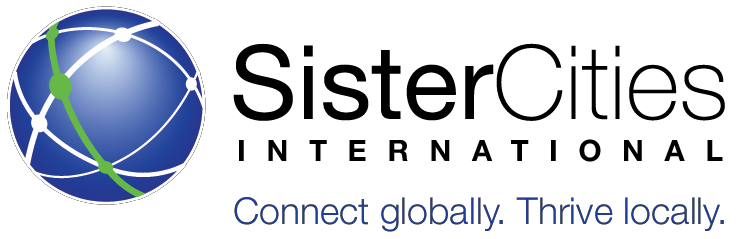 SisterCities
INTERNATIONAL
Connect globally. Thrive locally.